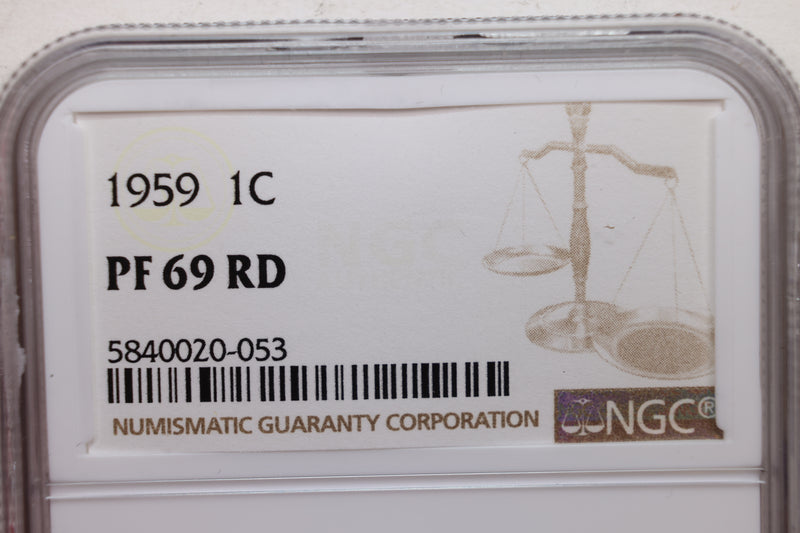 1959 1C
PF 69 RD
5840020-053
NUMISMATIC GUARANTY CORPORATION
NGC®